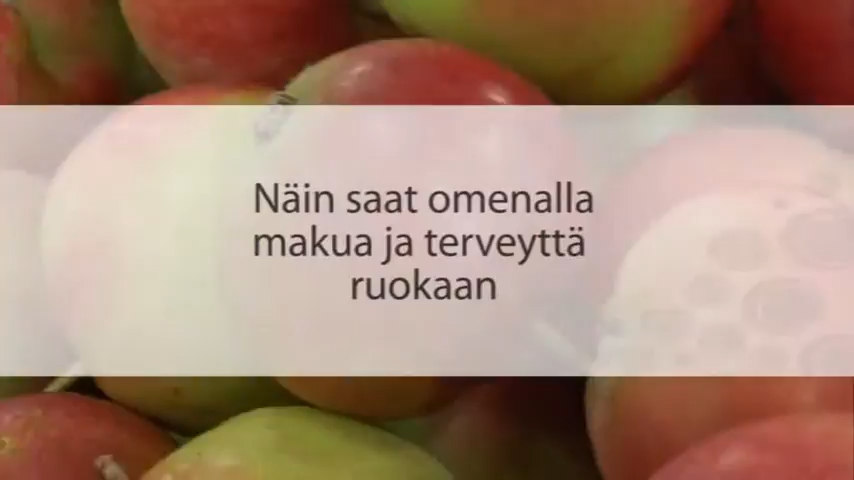 Näin saat omenalla
makua ja terveyttä
ruokaan